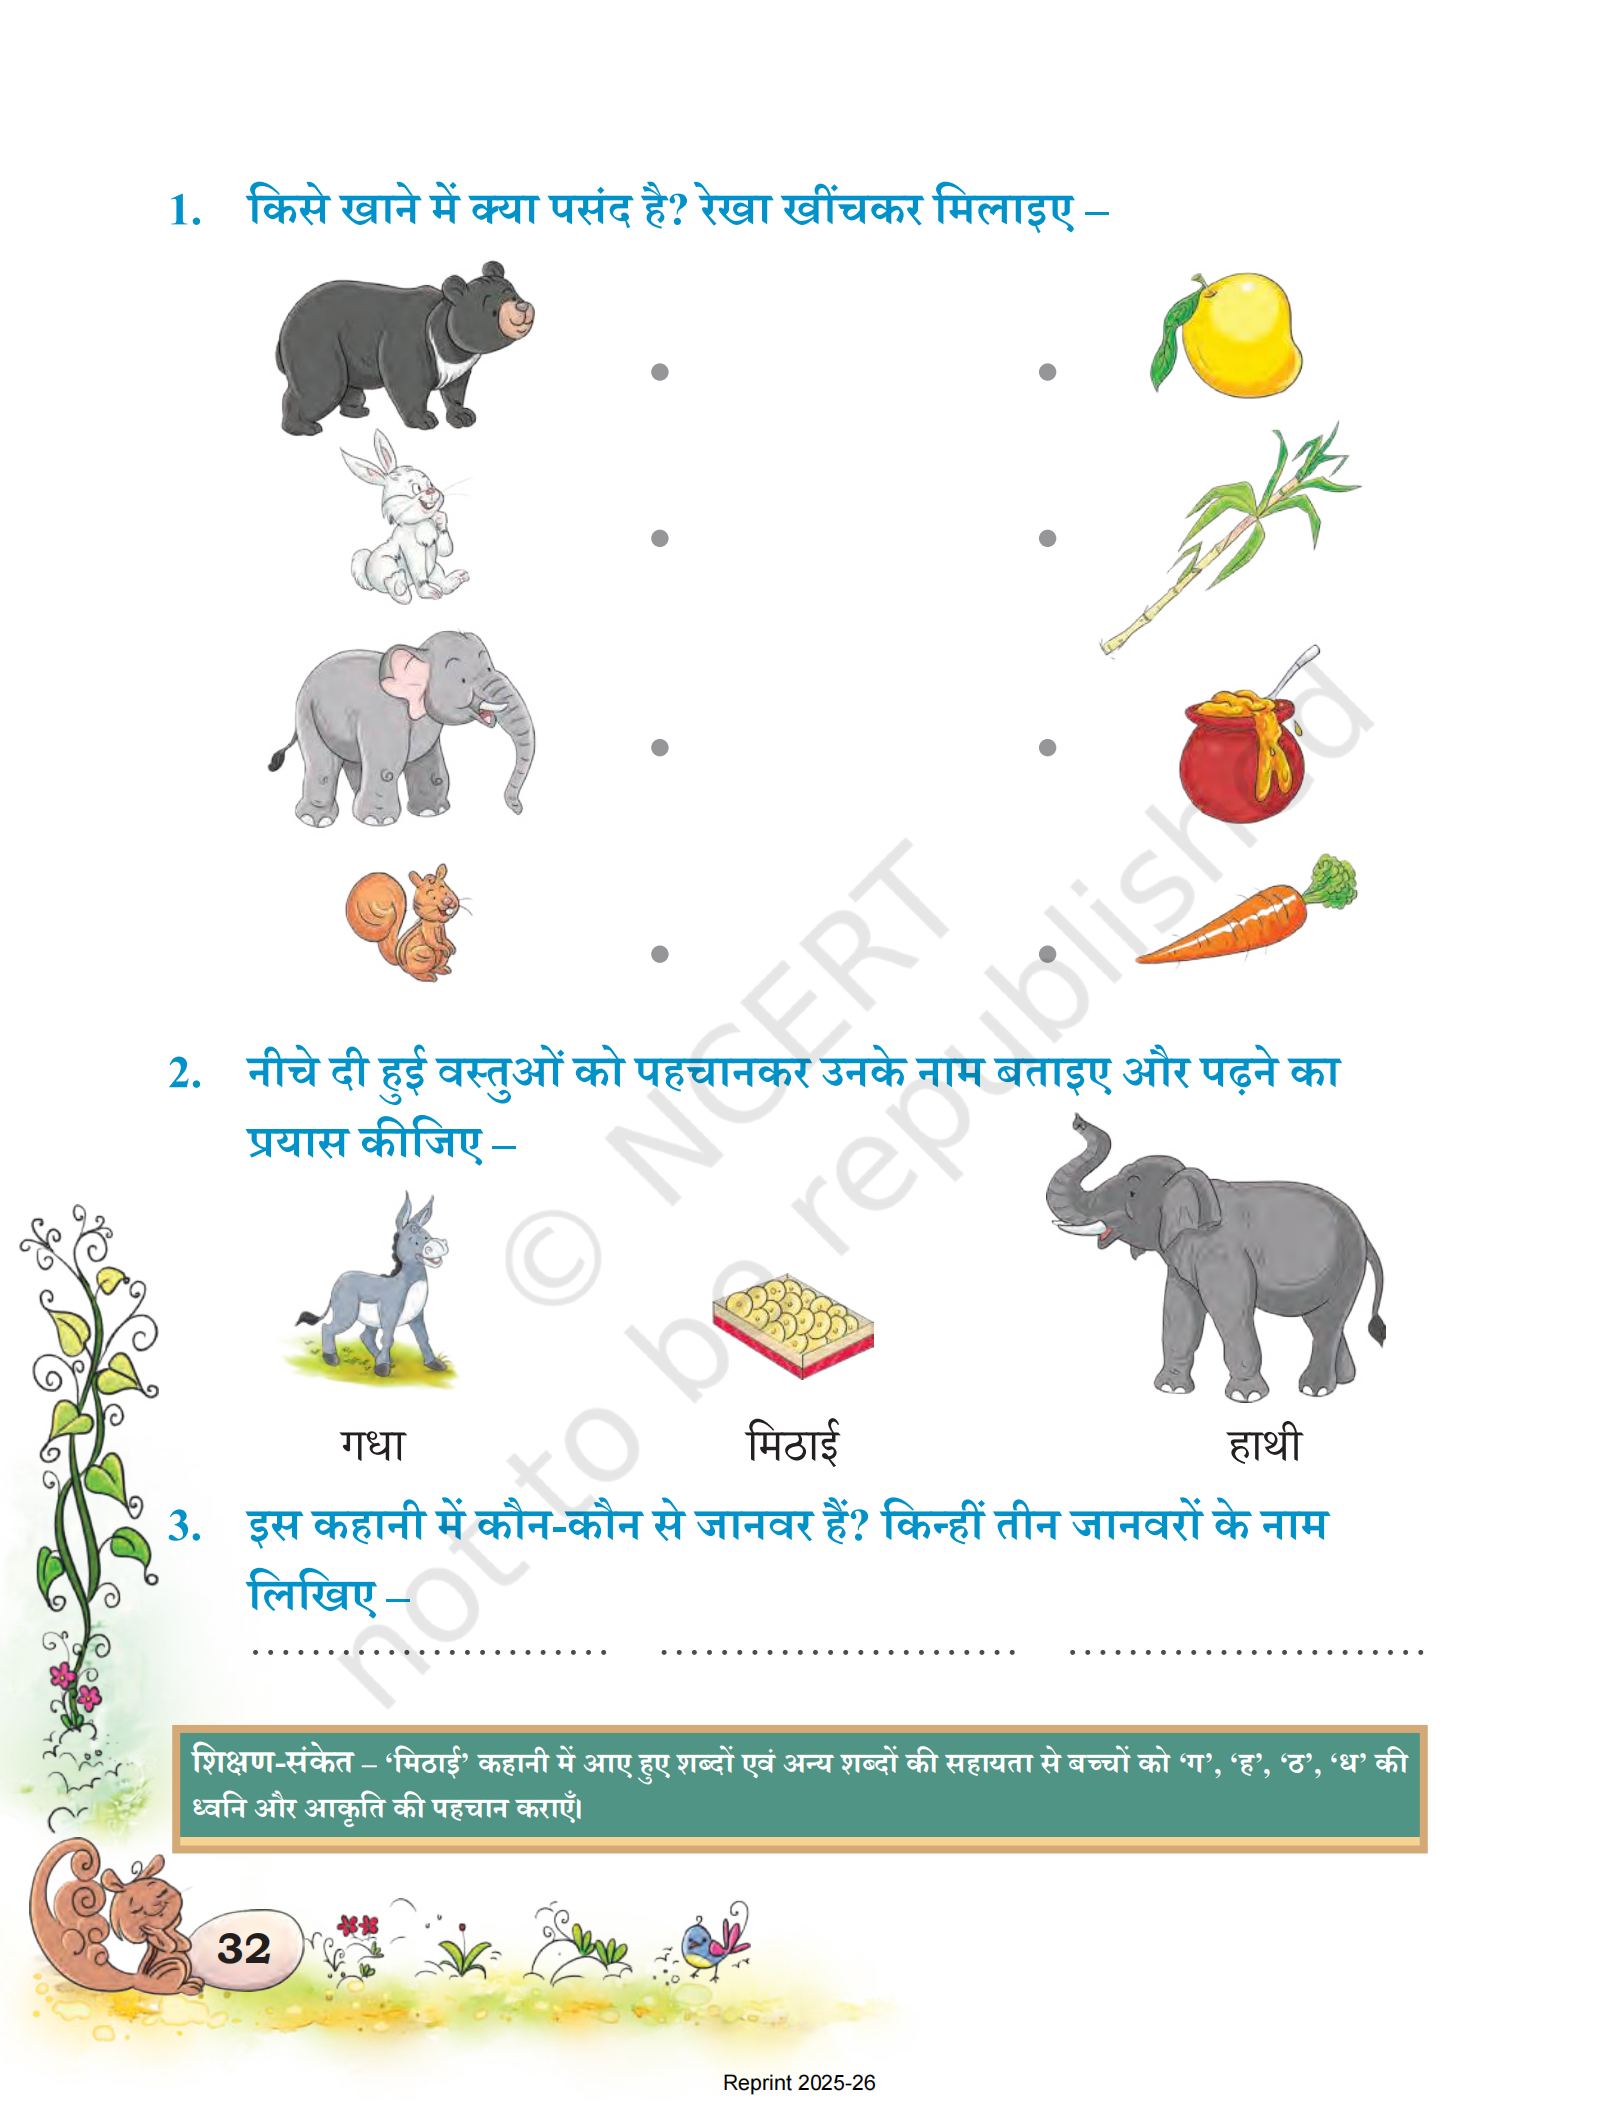 1. किसे खाने में क्या पसंद है? रेखा खींचकर मिलाइए –
2. नीचे दी हुई वस्तुओं को पहचानकर उनके नाम बताइए और पढ़ने का
प्रयास कीजिए –
गधा मिठाई हाथी
3. इस कहानी में कौन-कौन से जानवर हैं? किन्हीं तीन जानवरों के नाम
लिखिए –
........................ ........................ ........................
शिक्षण-संकेत – ‘मिठाई’ कहानी में आए हुए शब्दों एवं अन्य शब्दों की सहायता से बच्चों को ‘ग’, ‘ह’, ‘ठ’, ‘ध’ की
ध्वनि और आकृति की पहचान कराएँ।
32
Reprint 2025-26
© NCERT
not to be republished